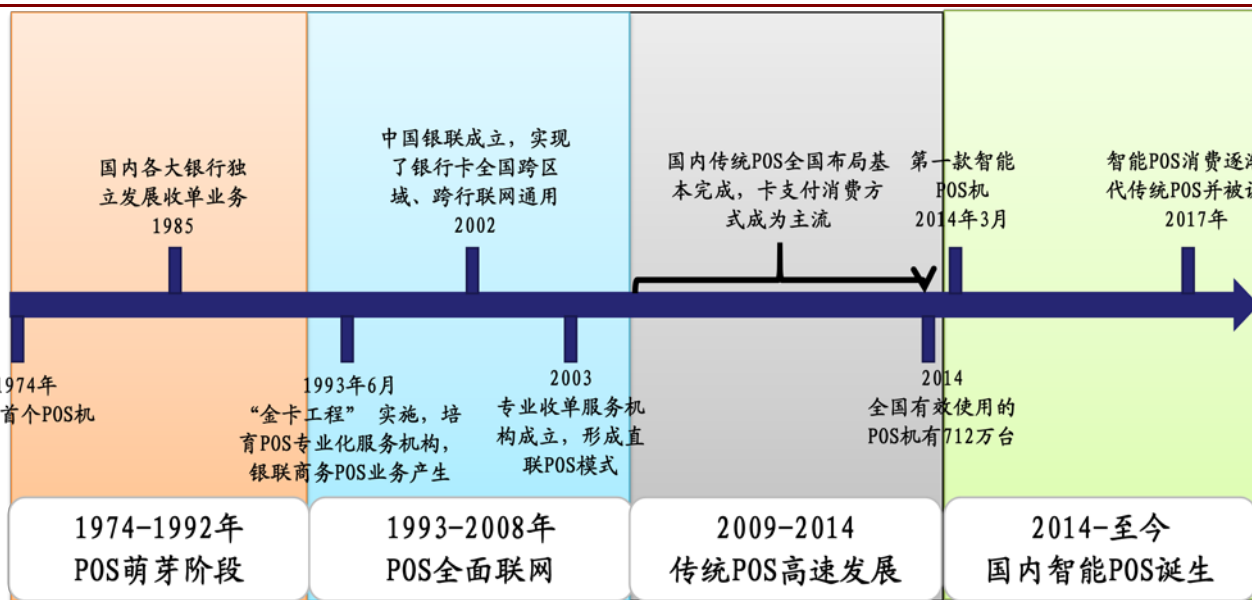 国内各大银行独
立发展收单业务
1985
中国银联成立，实现
了银行卡全国跨区
域、跨行联网通用
2002
国内传统POS全国布局基
本完成，卡支付消费方
式成为主流
第一款智能
POS机
2014年3月
智能POS消费逐
代传统POS并被
2017年
1974年
首个POS机
1993年6月
“金卡工程” 实施，培
育POS专业化服务机构，
银联商务POS业务产生
2003
专业收单服务机
构成立，形成直
联POS模式
2014
全国有效使用的
POS机有712万台
1974-1992年
POS萌芽阶段
1993-2008年
POS全面联网
2009-2014
传统POS高速发展
2014-至今
国内智能POS诞生